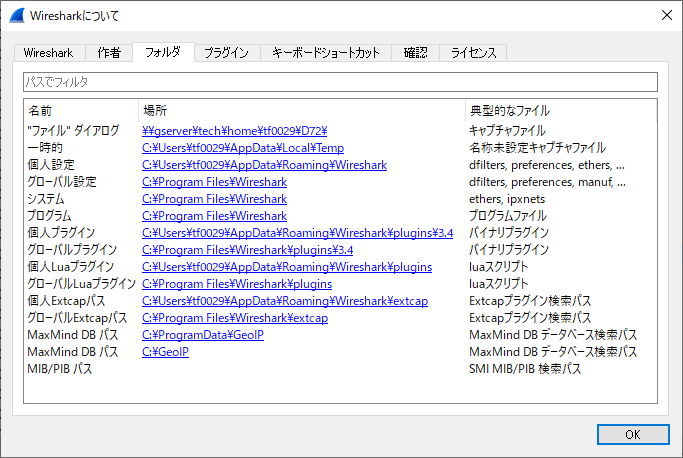 Wiresharkについて
Wireshark 作者 フォルダ プラグイン キーボードショートカット 確認 ライセンス
パスでフィルタ
名前 場所 典型的なファイル
"ファイル" ダイアログ ¥¥gserver¥tech¥home¥tf0029¥D72¥ キャプチャファイル
一時的 C:¥Users¥tf0029¥AppData¥Local¥Temp 名称未設定キャプチャファイル
個人設定 C:¥Users¥tf0029¥AppData¥Roaming¥Wireshark dfilters, preferences, ethers, ...
グローバル設定 C:¥Program Files¥Wireshark dfilters, preferences, manuf, ...
システム C:¥Program Files¥Wireshark ethers, ipxnets
プログラム C:¥Program Files¥Wireshark プログラムファイル
個人プラグイン C:¥Users¥tf0029¥AppData¥Roaming¥Wireshark¥plugins¥3.4 バイナリプラグイン
グローバルプラグイン C:¥Program Files¥Wireshark¥plugins¥3.4 バイナリプラグイン
個人Luaプラグイン C:¥Users¥tf0029¥AppData¥Roaming¥Wireshark¥plugins luaスクリプト
グローバルLuaプラグイン C:¥Program Files¥Wireshark¥plugins luaスクリプト
個人Extcapパス C:¥Users¥tf0029¥AppData¥Roaming¥Wireshark¥extcap Extcapプラグイン検索パス
グローバルExtcapパス C:¥Program Files¥Wireshark¥extcap Extcapプラグイン検索パス
MaxMind DB パス C:¥ProgramData¥GeoIP MaxMind DB データベース検索パス
MaxMind DB パス C:¥GeoIP MaxMind DB データベース検索パス
MIB/PIB パス SMI MIB/PIB 検索パス
OK